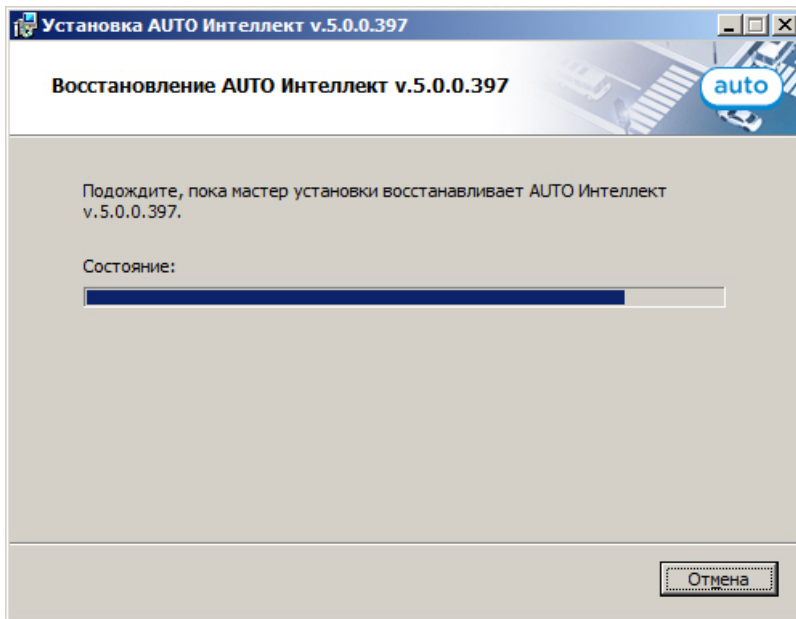 Установка AUTO Интеллект v.5.0.0.397
Восстановление AUTO Интеллект v.5.0.0.397
auto
Подождите, пока мастер установки восстанавливает AUTO Интеллект
v.5.0.0.397.
Состояние:
Отмена